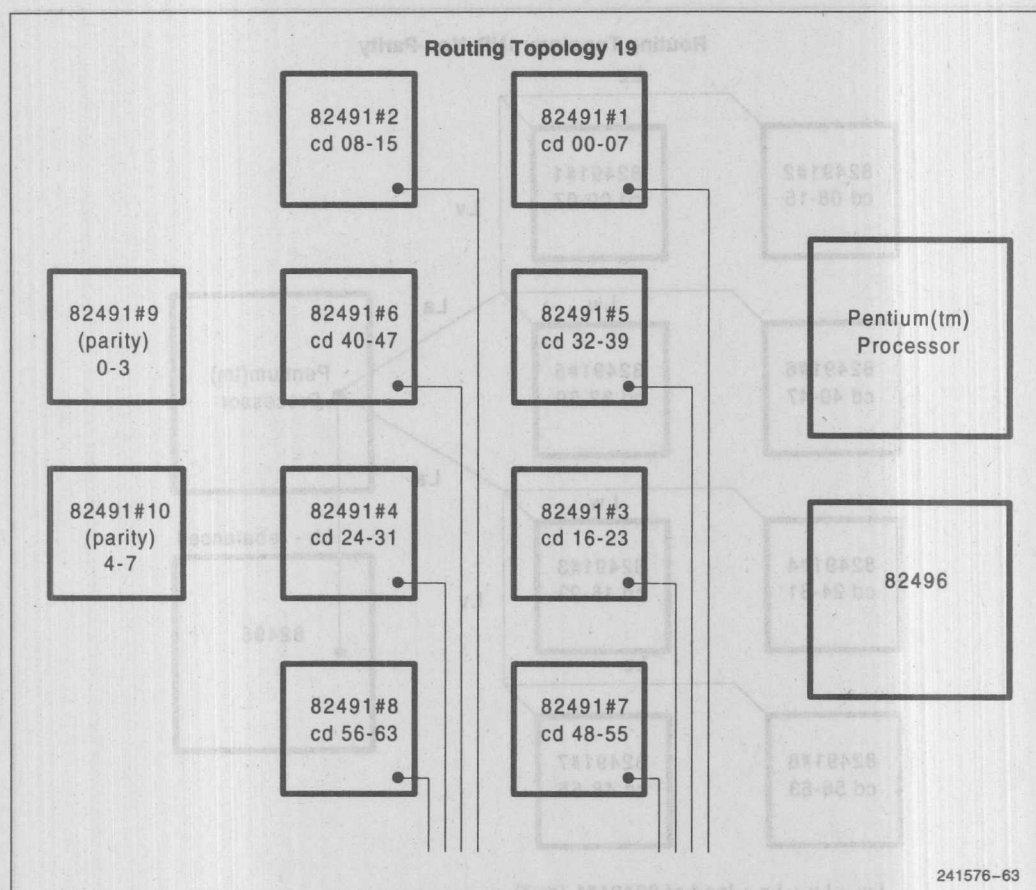 Routing Topology 19
82491#2
cd 08-15
82491#1
cd 00-07
82491#9
(parity)
0-3
82491#6
cd 40-47
82491#5
cd 32-39
Pentium(tm)
Processor
82491#10
(parity)
4-7
82491#4
cd 24-31
82491#3
cd 16-23
82496
82491#8
cd 56-63
82491#7
cd 48-55
241576-63